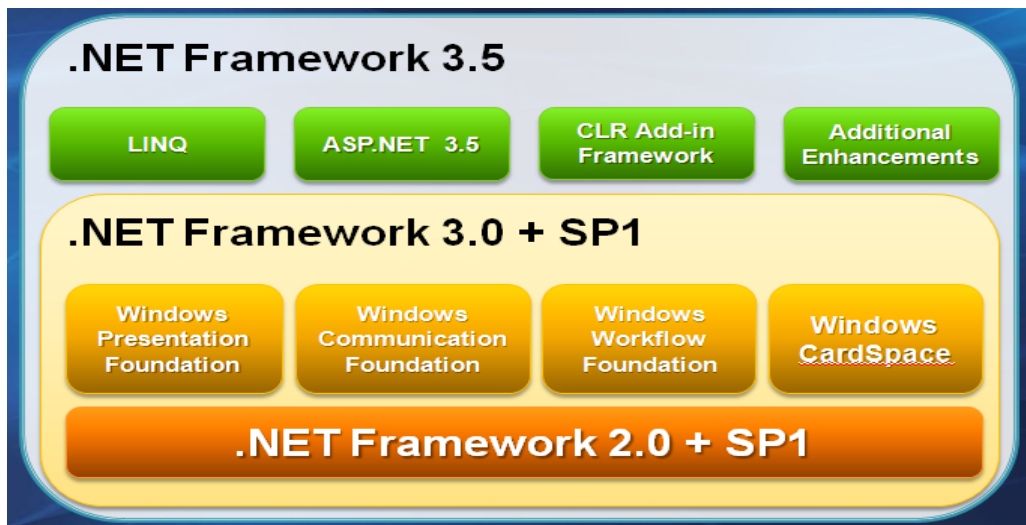 .NET Framework 3.5
LINQ
ASP.NET 3.5
CLR Add-in
Framework
Additional
Enhancements
.NET Framework 3.0 + SP1
Windows
Presentation
Foundation
Windows
Communication
Foundation
Windows
Workflow
Foundation
Windows
CardSpace
.NET Framework 2.0 + SP1